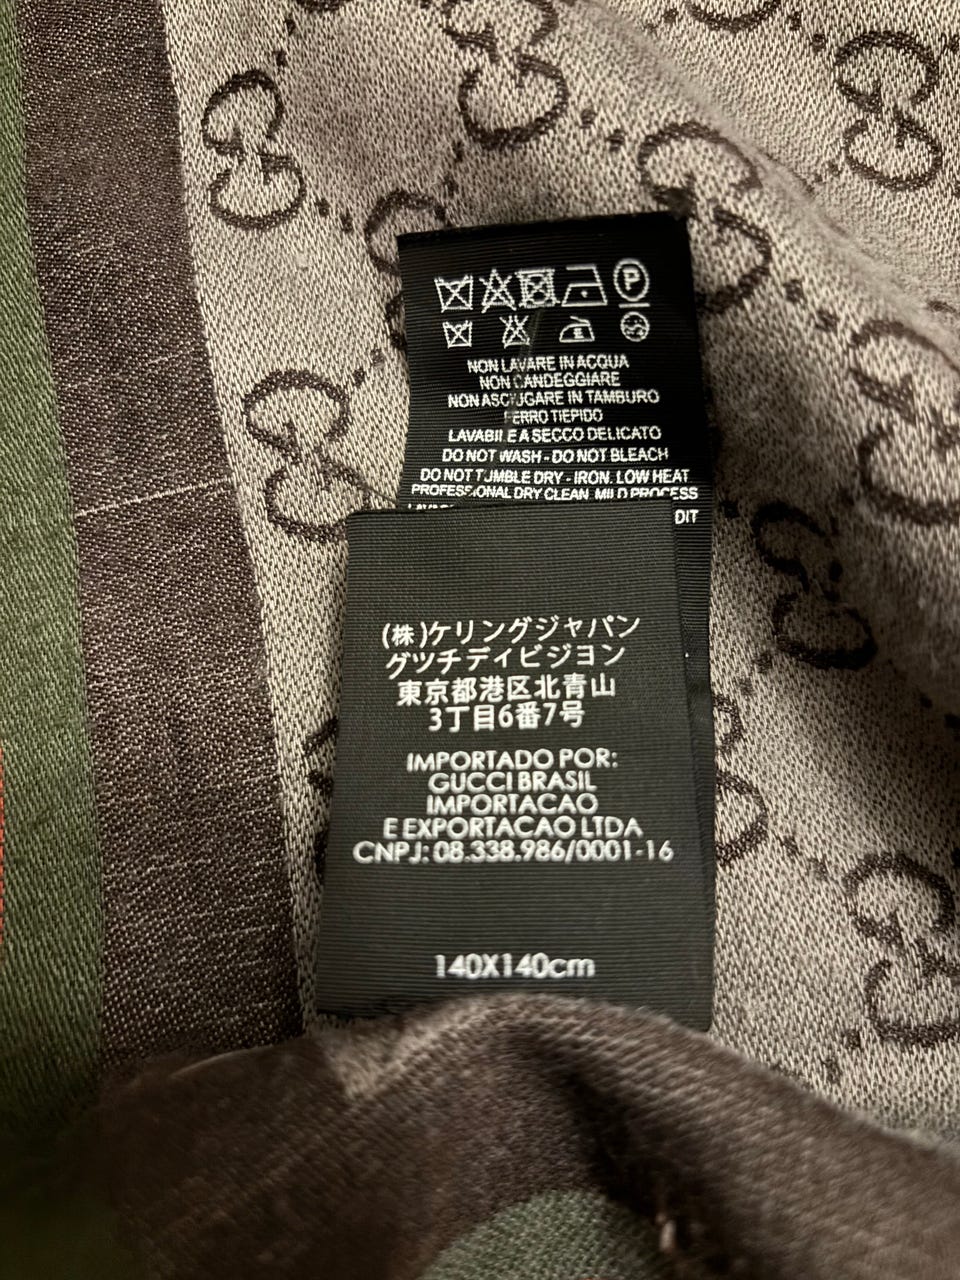 P
NON LAVARE IN ACQUA
NON CANDEGGIARE
NON ASCIUGARE IN TAMBURO
FERRO TIEPIDO
LAVABILE A SECCO DELICATO
DO NOT WASH - DO NOT BLEACH
DO NOT TUMBLE DRY - IRON, LOW HEAT
PROFESSIONAL DRY CLEAN, MILD PROCESS
DIT
(株)ケリングジャパン
グツチデイビジヨン
東京都港区北青山
3丁目6番7号
IMPORTADO POR:
GUCCI BRASIL
IMPORTACAO
E EXPORTACAO LTDA
CNPJ: 08.338.986/0001-16
140X140cm